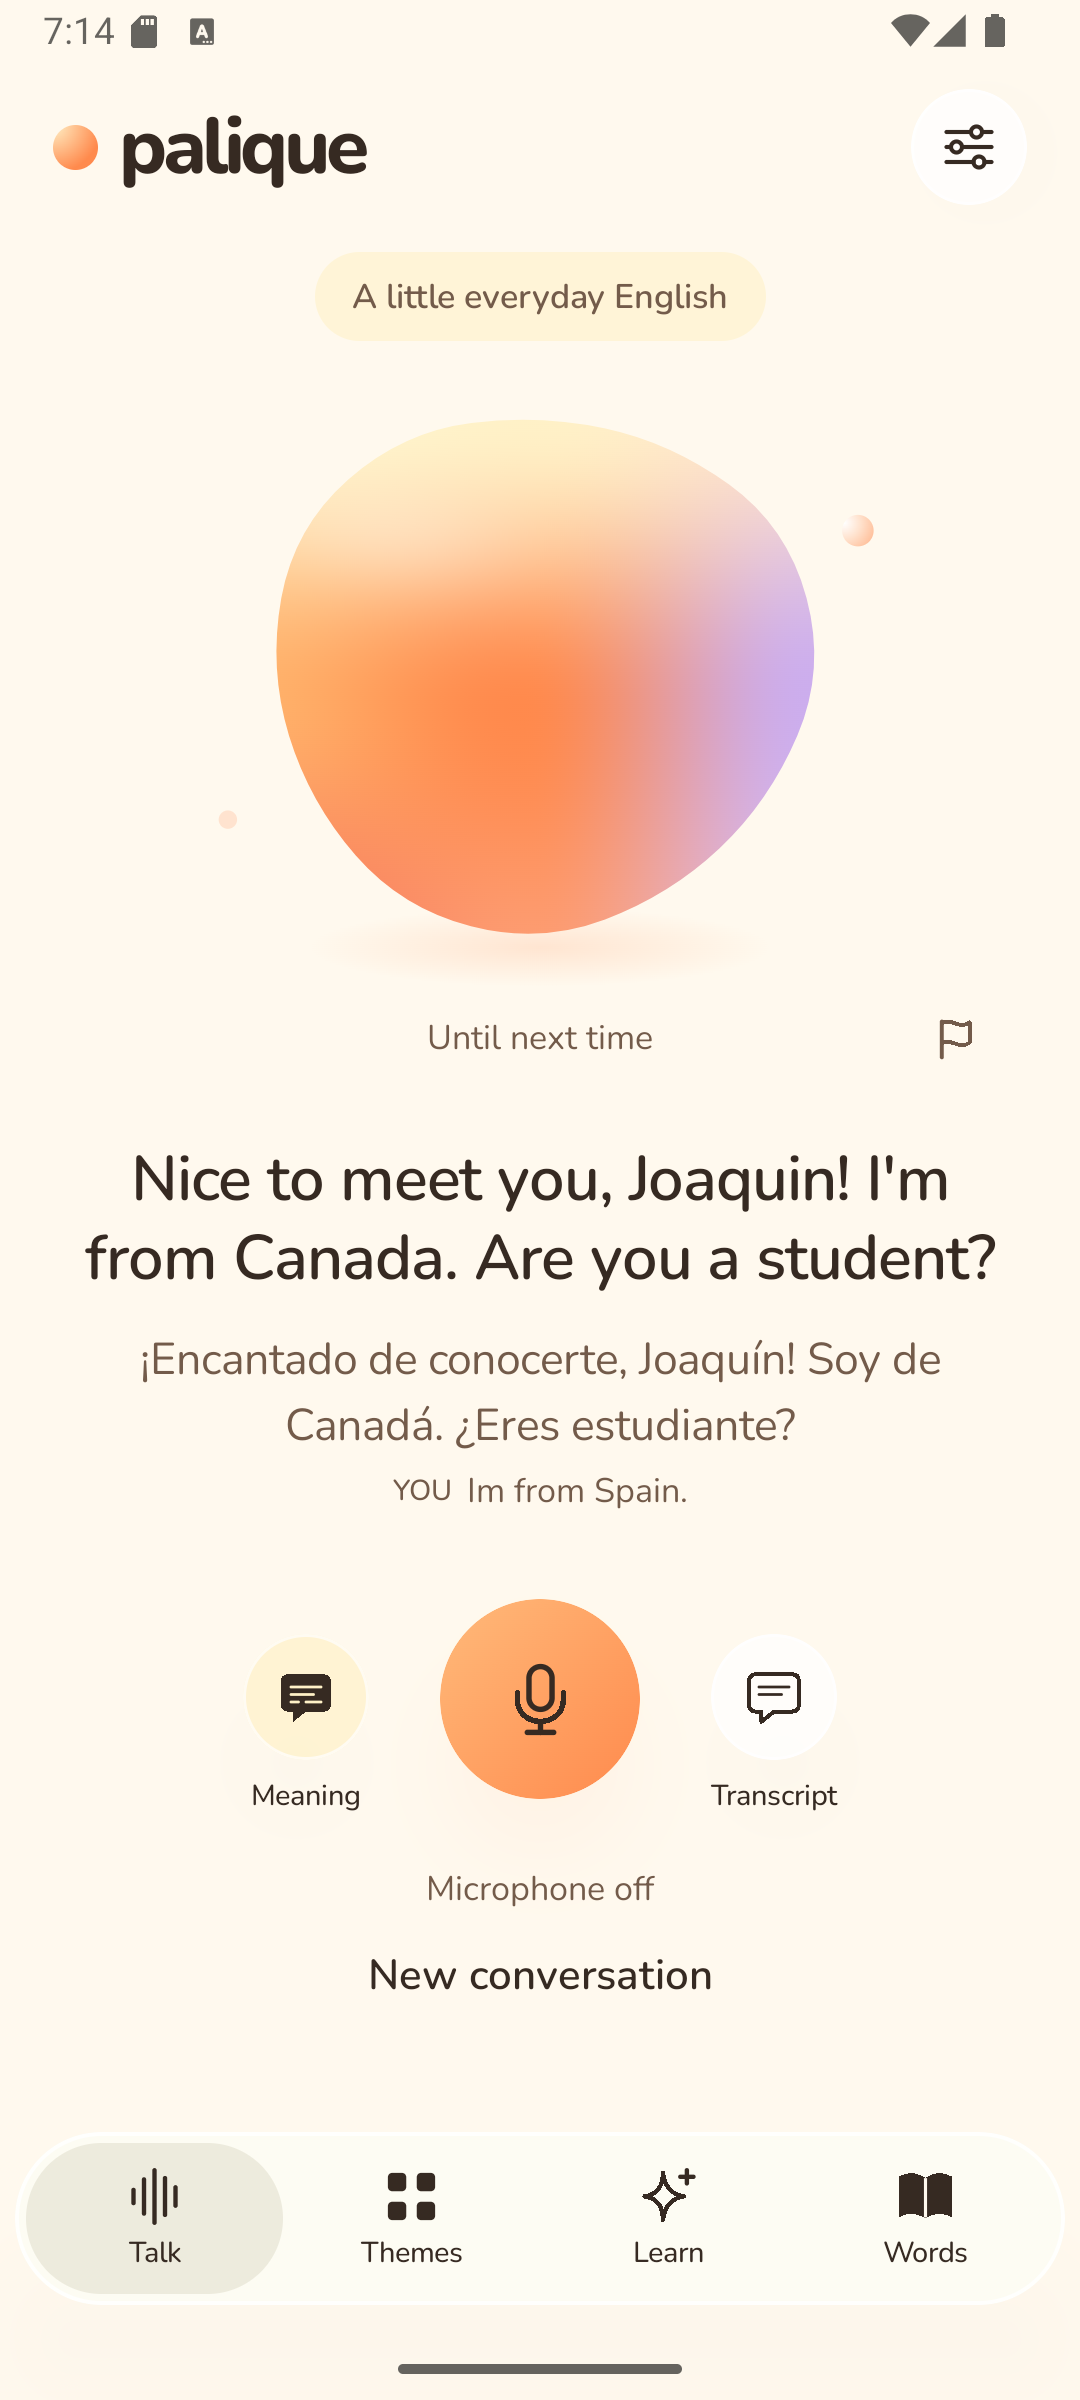 7:14
palique
A little everyday English
Until next time
Nice to meet you, Joaquin! I'm
from Canada. Are you a student?
¡Encantado de conocerte, Joaquín! Soy de
Canadá. ¿Eres estudiante?
YOU Im from Spain.
Meaning
Transcript
Microphone off
New conversation
Talk
Themes
Learn
Words